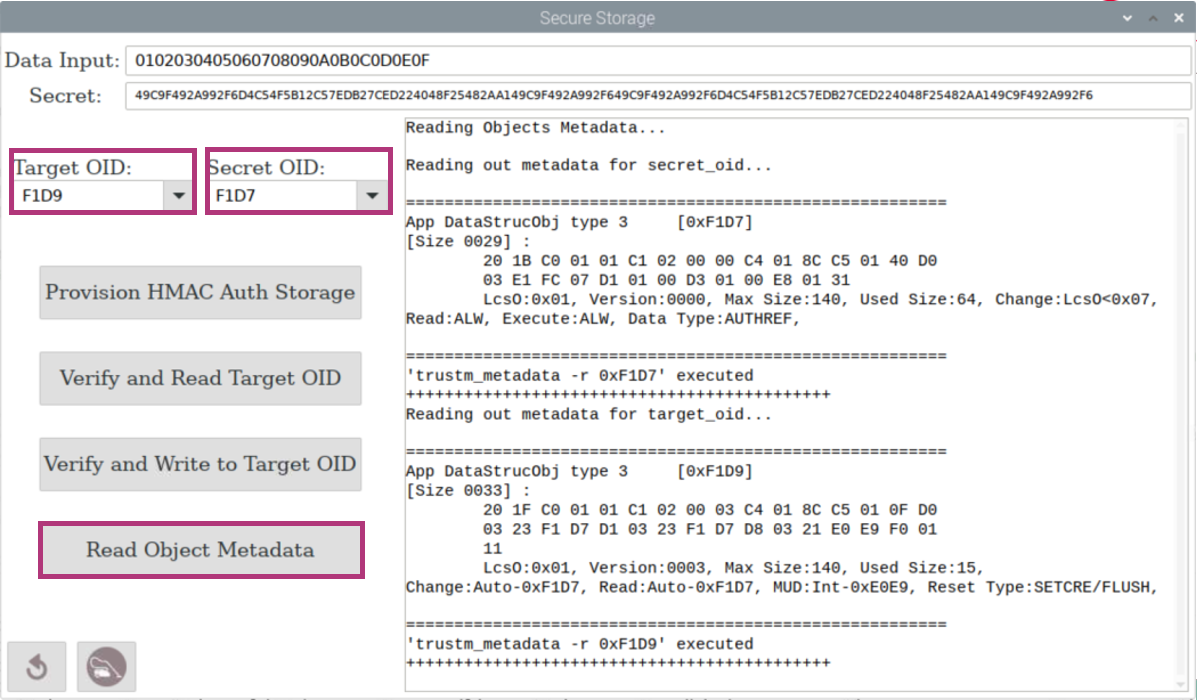 Secure Storage
Data Input: 0102030405060708090A0B0C0D0E0F
Secret: 49C9F492A992F6D4C54F5B12C57EDB27CED224048F25482AA149C9F492A992F649C9F492A992F6D4C54F5B12C57EDB27CED224048F25482AA149C9F492A992F6
Target OID:
F1D9
Secret OID:
F1D7
Provision HMAC Auth Storage
Verify and Read Target OID
Verify and Write to Target OID
Read Object Metadata
Reading Objects Metadata...
Reading out metadata for secret_oid...
========================================================
App DataStrucObj type 3     [0xF1D7]
[Size 0029] :
20 1B C0 01 01 C1 02 00 00 C4 01 8C C5 01 40 D0
03 E1 FC 07 D1 01 00 D3 01 00 E8 01 31
LcsO:0x01, Version:0000, Max Size:140, Used Size:64, Change:LcsO<0x07,
Read:ALW, Execute:ALW, Data Type:AUTHREF,
========================================================
'trustm_metadata -r 0xF1D7' executed
++++++++++++++++++++++++++++++++++++++++++++
Reading out metadata for target_oid...
========================================================
App DataStrucObj type 3     [0xF1D9]
[Size 0033] :
20 1F C0 01 01 C1 02 00 03 C4 01 8C C5 01 0F D0
03 23 F1 D7 D1 03 23 F1 D7 D8 03 21 E0 E9 F0 01
11
LcsO:0x01, Version:0003, Max Size:140, Used Size:15,
Change:Auto-0xF1D7, Read:Auto-0xF1D7, MUD:Int-0xE0E9, Reset Type:SETCRE/FLUSH,
========================================================
'trustm_metadata -r 0xF1D9' executed
++++++++++++++++++++++++++++++++++++++++++++